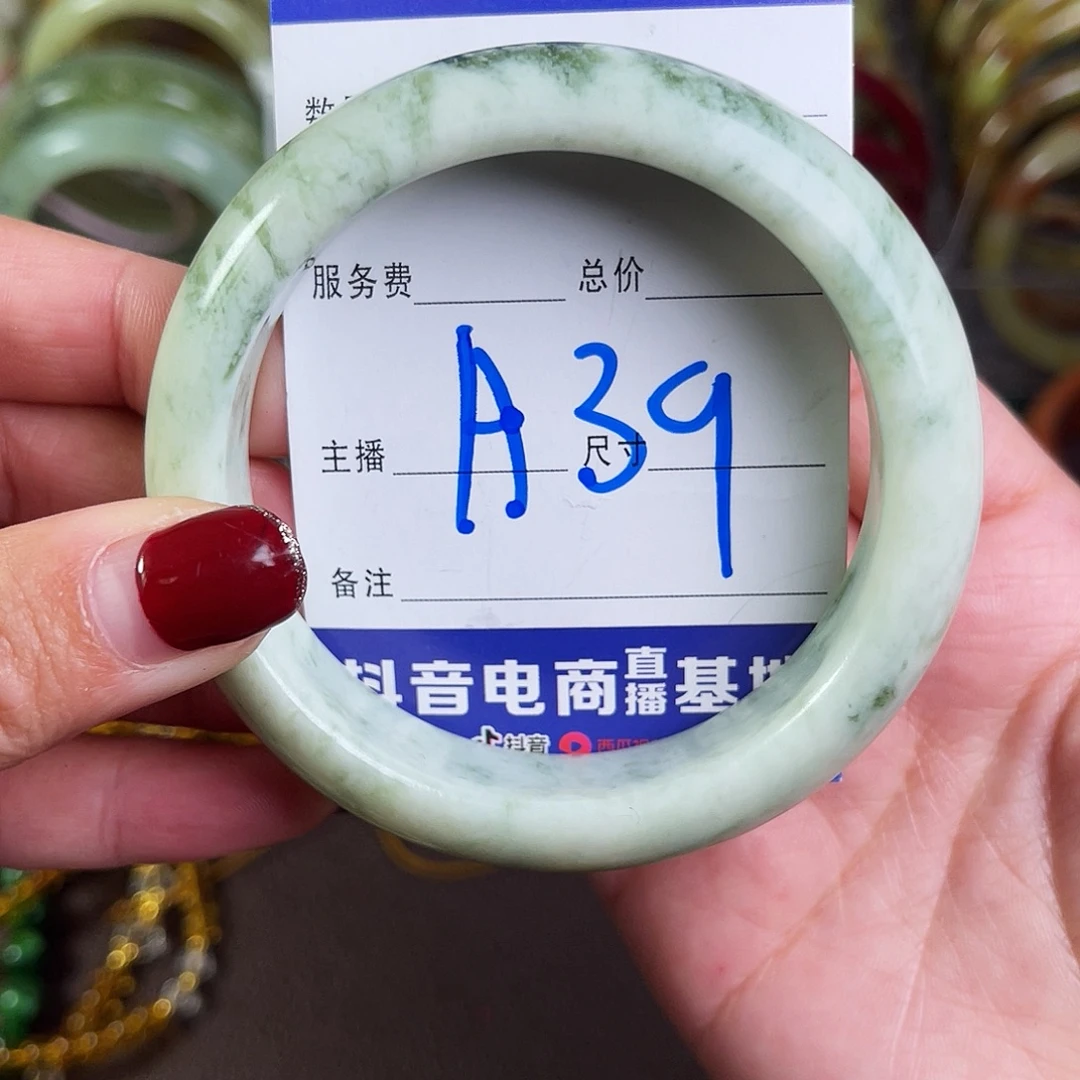 服务费 总价
A39
主播 尺寸
备注
抖音电商直播基
抖音